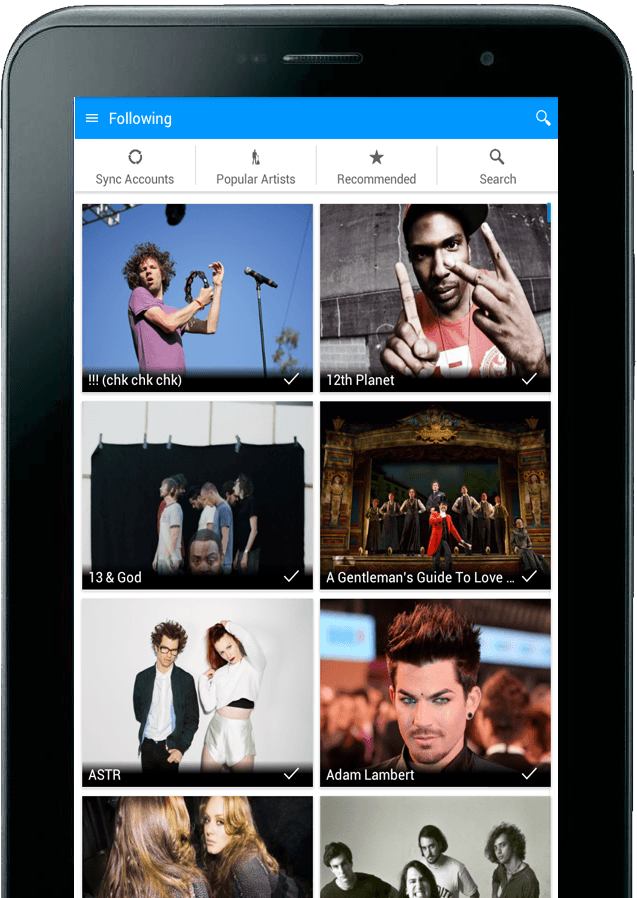 Following
Sync Accounts
Popular Artists
Recommended
Search
!!! (chk chk chk)
12th Planet
13 & God
A Gentleman's Guide To Love ...
ASTR
Adam Lambert